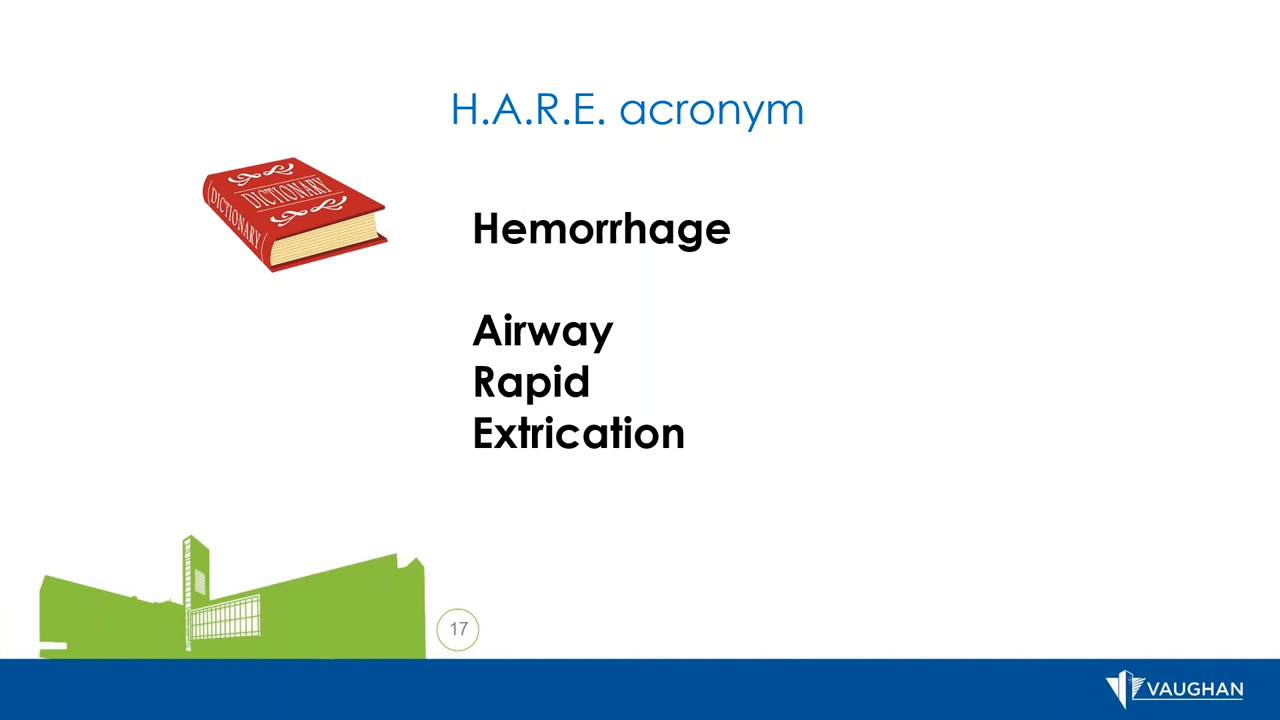 H.A.R.E. acronym
DICTIONARY
DICTIONARY
Hemorrhage
Airway
Rapid
Extrication
17
VAUGHAN